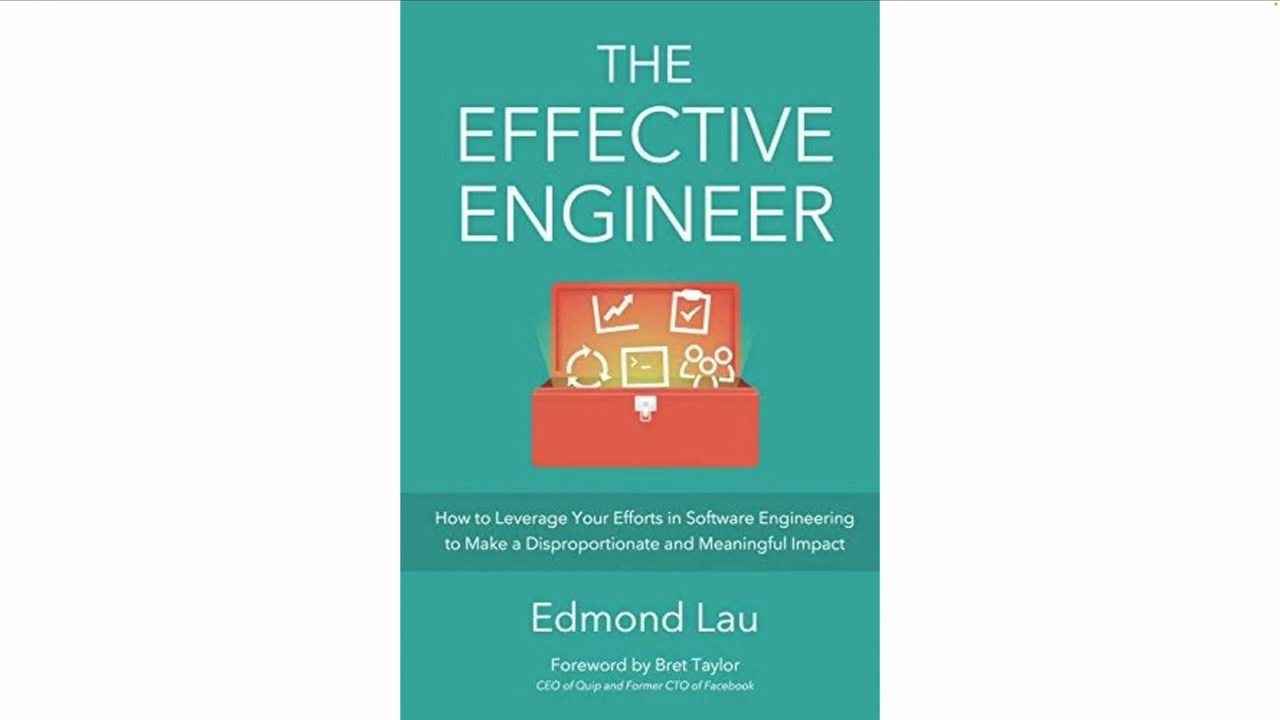 THE
EFFECTIVE
ENGINEER
How to Leverage Your Efforts in Software Engineering
to Make a Disproportionate and Meaningful Impact
Edmond Lau
Foreword by Bret Taylor
CEO of Quip and Former CTO of Facebook